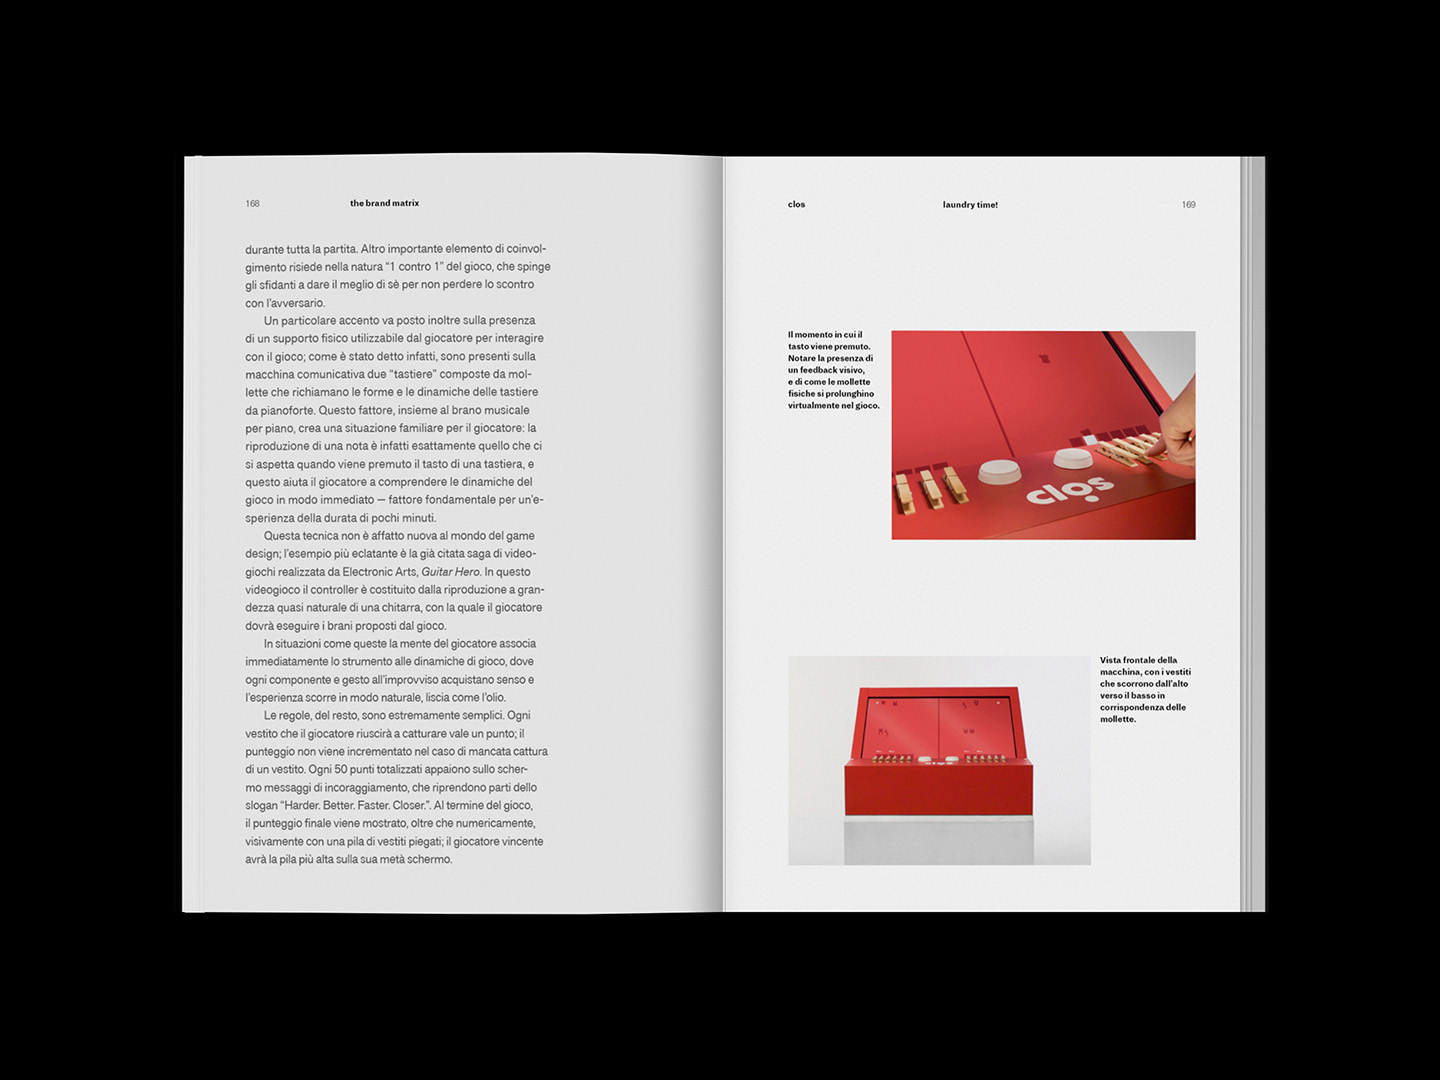 168
the brand matrix
durante tutta la partita. Altro importante elemento di coinvol-
gimento risiede nella natura “1 contro 1” del gioco, che spinge
gli sfidanti a dare il meglio di sè per non perdere lo scontro
con l'avversario.
Un particolare accento va posto inoltre sulla presenza
di un supporto fisico utilizzabile dal giocatore per interagire
con il gioco; come è stato detto infatti, sono presenti sulla
macchina comunicativa due “tastiere” composte da mol-
lette che richiamano le forme e le dinamiche delle tastiere
da pianoforte. Questo fattore, insieme al brano musicale
per piano, crea una situazione familiare per il giocatore: la
riproduzione di una nota è infatti esattamente quello che ci
si aspetta quando viene premuto il tasto di una tastiera, e
questo aiuta il giocatore a comprendere le dinamiche del
gioco in modo immediato — fattore fondamentale per un'e-
sperienza della durata di pochi minuti.
Questa tecnica non è affatto nuova al mondo del game
design; l'esempio più eclatante è la già citata saga di video-
giochi realizzata da Electronic Arts, Guitar Hero. In questo
videogioco il controller è costituito dalla riproduzione a gran-
dezza quasi naturale di una chitarra, con la quale il giocatore
dovrà eseguire i brani proposti dal gioco.
In situazioni come queste la mente del giocatore associa
immediatamente lo strumento alle dinamiche di gioco, dove
ogni componente e gesto all'improvviso acquistano senso e
l'esperienza scorre in modo naturale, liscia come l'olio.
Le regole, del resto, sono estremamente semplici. Ogni
vestito che il giocatore riuscirà a catturare vale un punto; il
punteggio non viene incrementato nel caso di mancata cattura
di un vestito. Ogni 50 punti totalizzati appaiono sullo scher-
mo messaggi di incoraggiamento, che riprendono parti dello
slogan “Harder. Better. Faster. Closer.”. Al termine del gioco,
il punteggio finale viene mostrato, oltre che numericamente,
visivamente con una pila di vestiti piegati; il giocatore vincente
avrà la pila più alta sulla sua metà schermo.
clos
laundry time!
169
Il momento in cui il
tasto viene premuto.
Notare la presenza di
un feedback visivo,
e di come le mollette
fisiche si prolunghino
virtualmente nel gioco.
clos
Vista frontale della
macchina, con i vestiti
che scorrono dall'alto
verso il basso in
corrispondenza delle
mollette.
clos